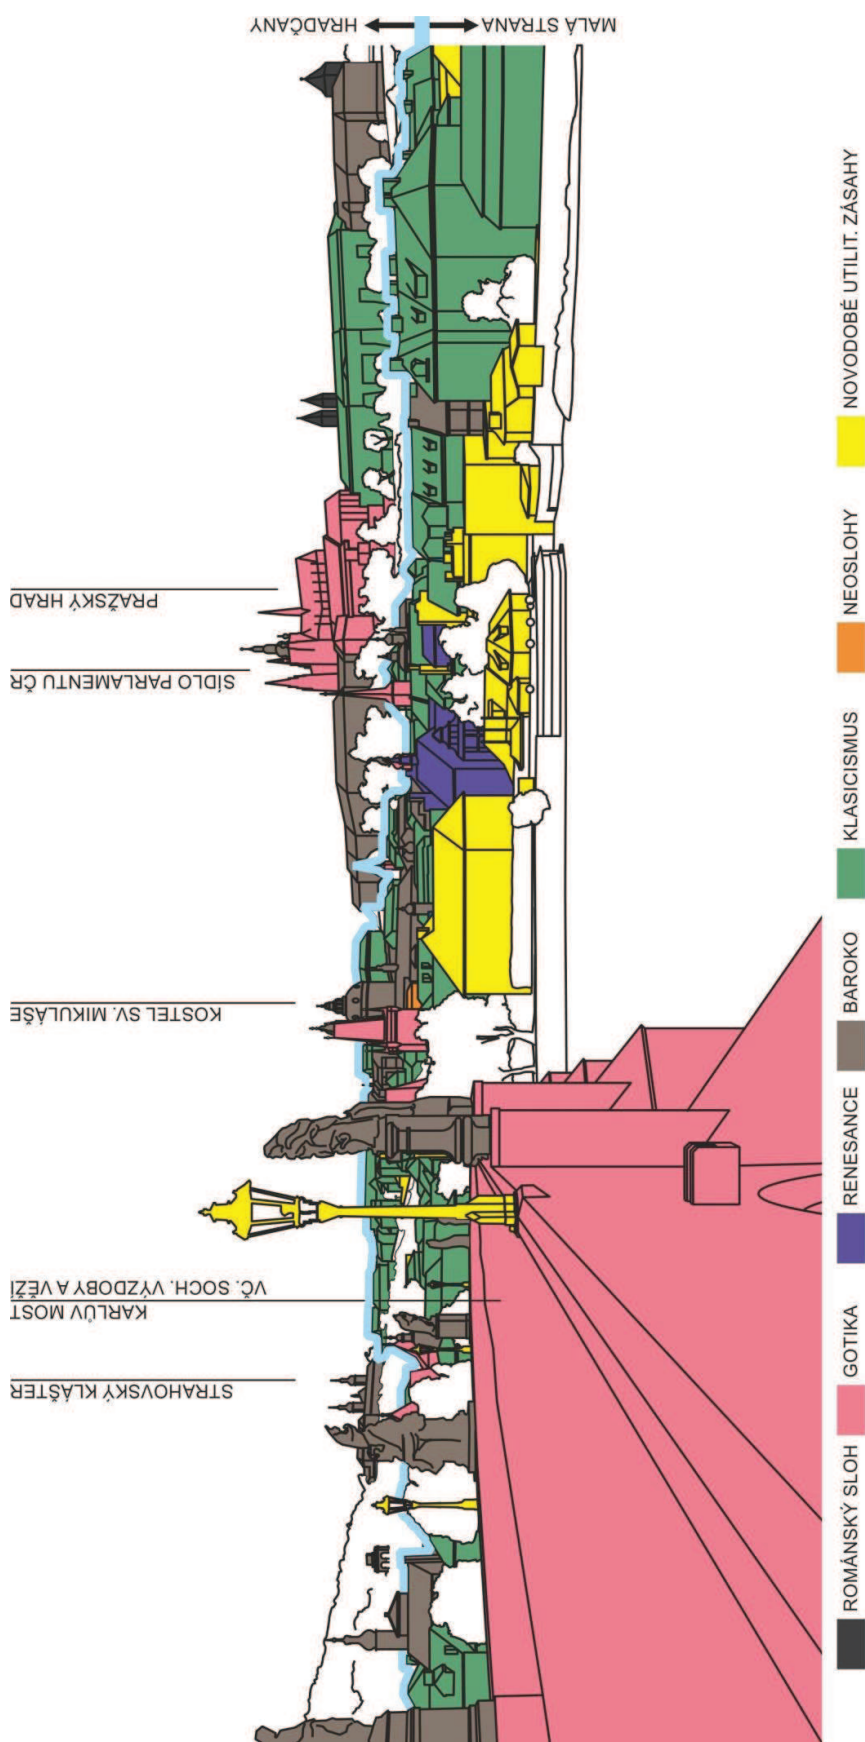 STRAHOVSKÝ KLÁŠTER
KARLŮV MOST
VČ. SOCH. VÝZDOBY A VĚŽÍ
KOSTEL SV. MIKULÁŠE
SÍDLO PARLAMENTU ČR
PRAŽSKÝ HRAD
HRADČANY
MALÁ STRANA
ROMÁNSKÝ SLOH
GOTIKA
RENESANCE
BAROKO
KLASICISMUS
NEOSLOHY
NOVODOBÉ UTILIT. ZÁSAHY